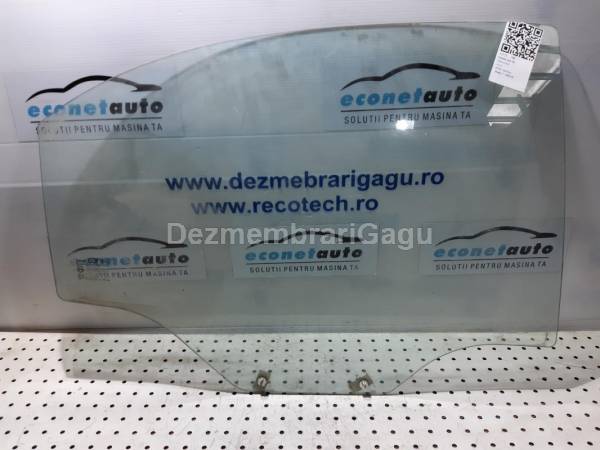 econetauto
SOLUTII PENTRU MASINA TA
econetauto
SOLUTII PENTRU MASINA TA
www.dezmebrarigagu.ro
www.recotech.ro
DezmembrariGagu
econetauto
SOLUTII PENTRU MASINA TA
econetauto
SOLUTII PENTRU MASINA TA
econetauto
SOLUTII PENTRU MASINA TA